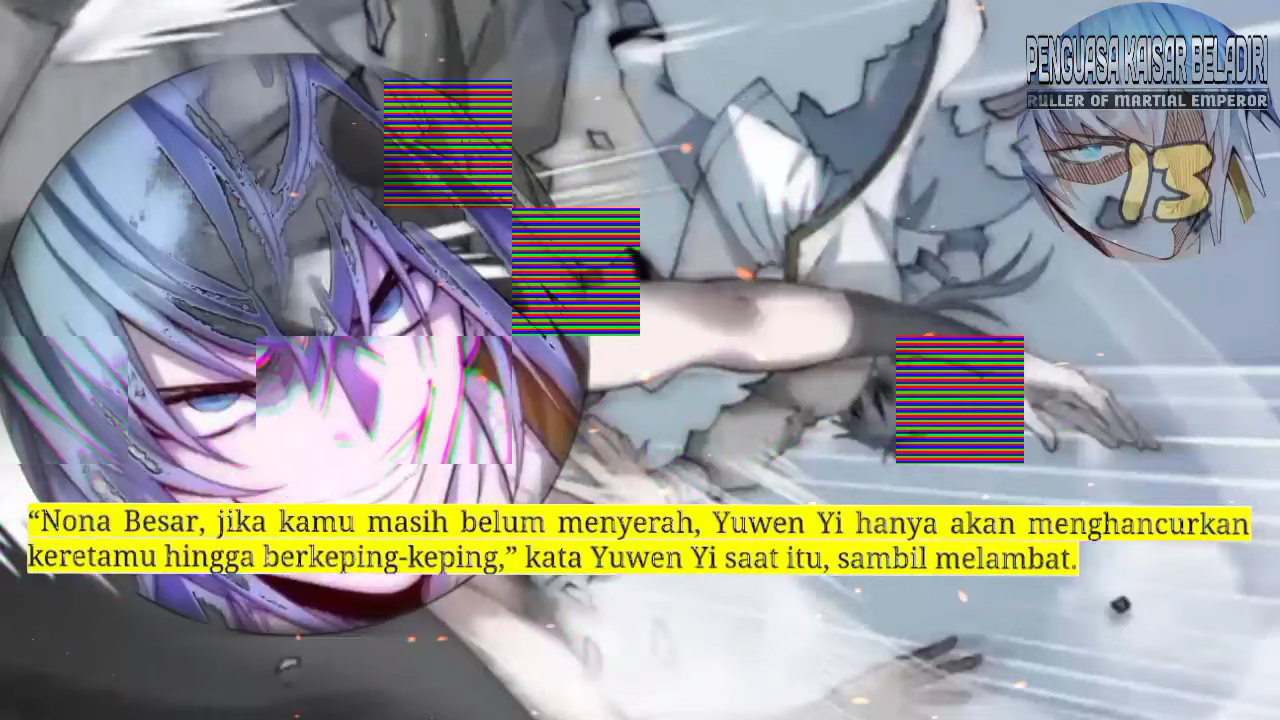 PENGUASA KAISAR BELADIRI
RULLER OF MARTIAL EMPEROR
13
“Nona Besar, jika kamu masih belum menyerah, Yuwen Yi hanya akan menghancurkan
keretamu hingga berkeping-keping,” kata Yuwen Yi saat itu, sambil melambat.